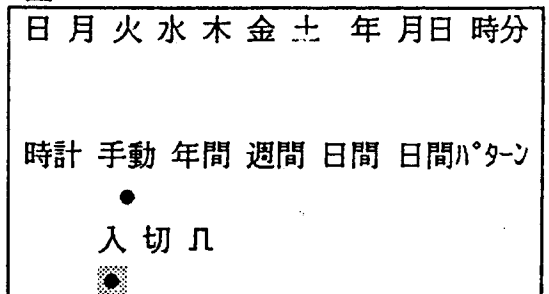 日 月 火 水 木 金 土 年 月日 時分
時計 手動 年間 週間 日間 日間パターン
●
入 切 几
●